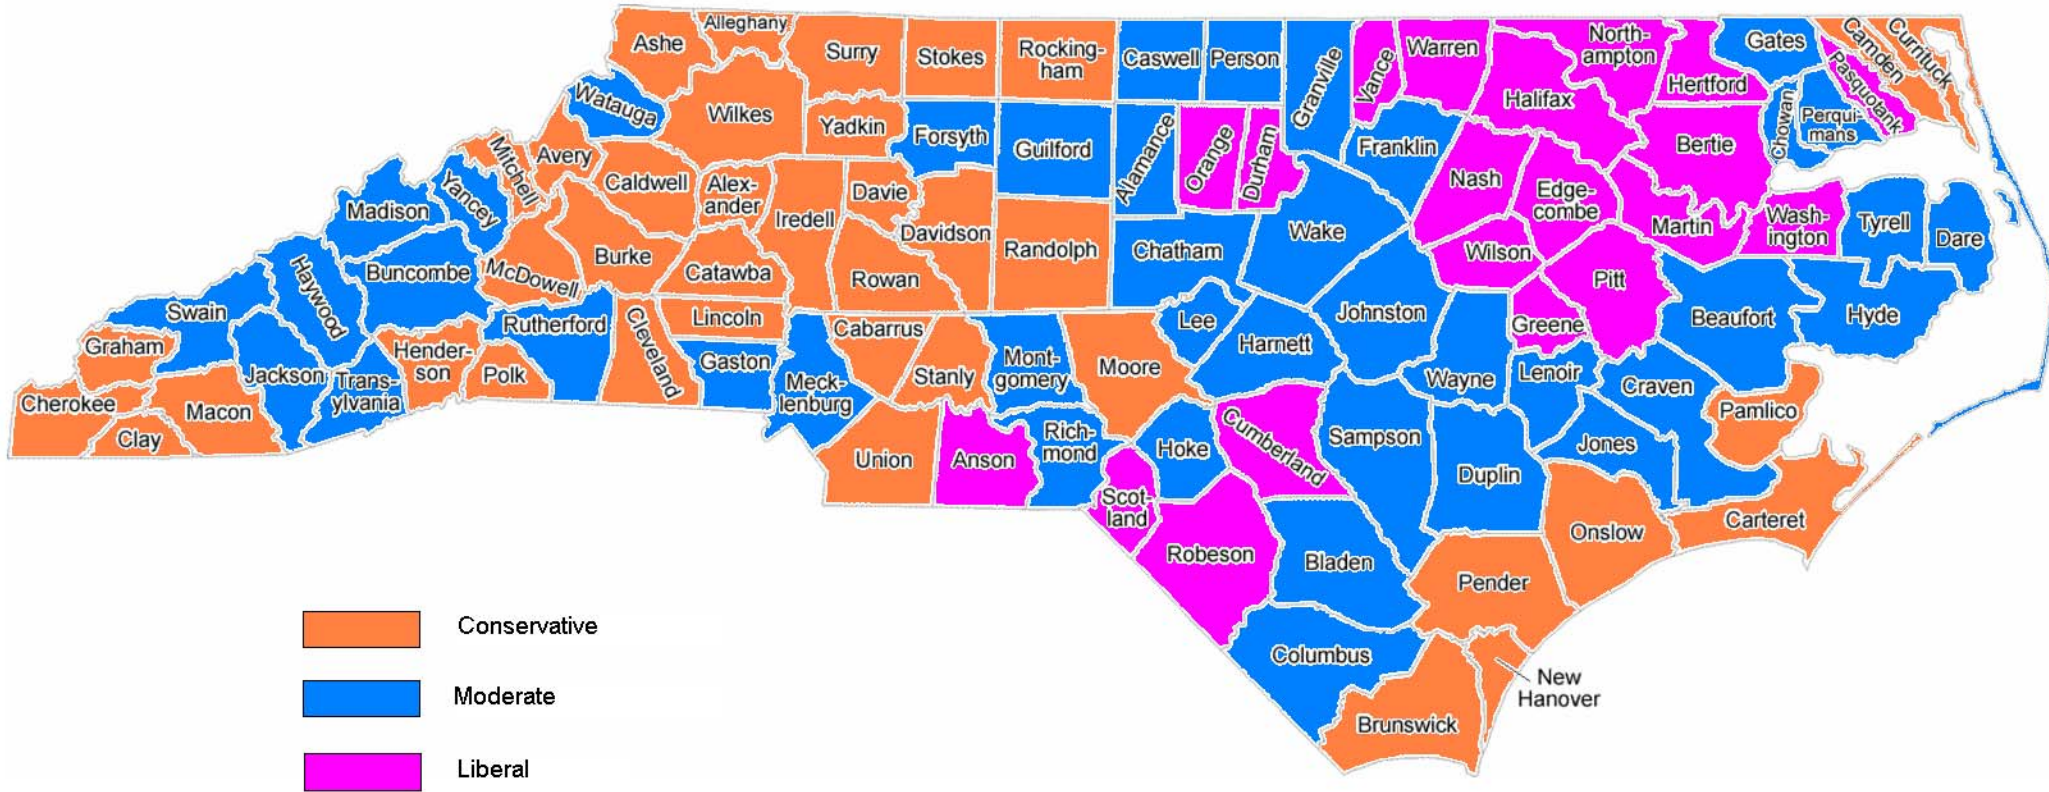 Ashe
Alleghany
Surry
Stokes
Rocking-
ham
Caswell
Person
Granville
Vance
Warren
North-
ampton
Hertford
Gates
Camden
Currituck
Pasquotank
Perqui-
mans
Chowan
Watauga
Wilkes
Yadkin
Forsyth
Guilford
Alamance
Orange
Durham
Franklin
Halifax
Bertie
Mitchell
Avery
Caldwell
Alex-
ander
Iredell
Davie
Davidson
Randolph
Chatham
Wake
Nash
Edge-
combe
Martin
Wash-
ington
Tyrell
Dare
Madison
Yancey
Buncombe
McDowell
Burke
Catawba
Rowan
Wilson
Pitt
Haywood
Swain
Rutherford
Cleveland
Lincoln
Cabarrus
Lee
Johnston
Greene
Beaufort
Hyde
Graham
Jackson
Trans-
ylvania
Hender-
son
Polk
Gaston
Meck-
lenburg
Stanly
Mont-
gomery
Moore
Harnett
Wayne
Lenoir
Craven
Pamlico
Cherokee
Clay
Macon
Union
Anson
Rich-
mond
Hoke
Cumberland
Sampson
Duplin
Jones
Scot-
land
Robeson
Bladen
Onslow
Carteret
Pender
Columbus
Brunswick
New
Hanover
Conservative
Moderate
Liberal